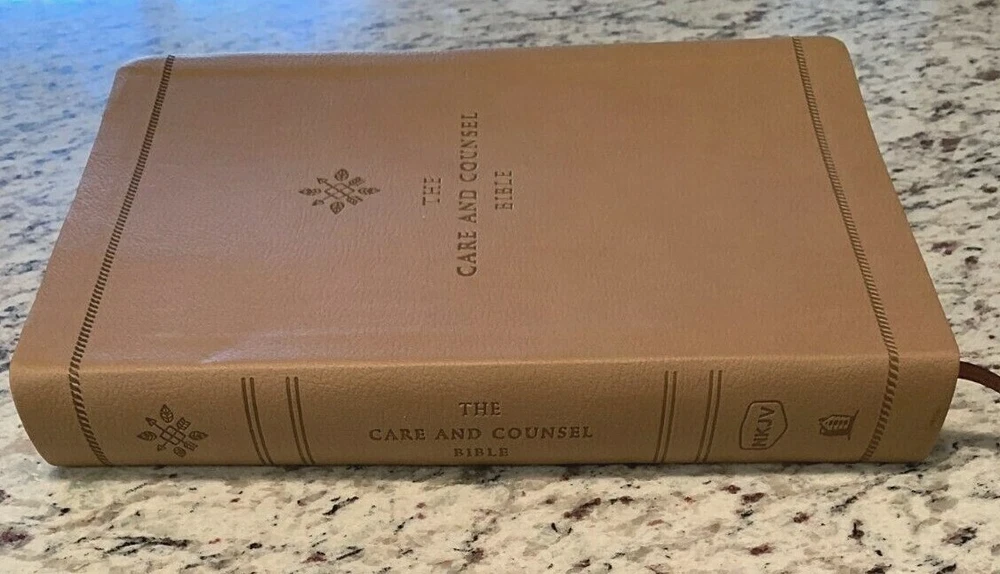 THE
CARE AND COUNSEL
BIBLE
THE
CARE AND COUNSEL
BIBLE
NKJV